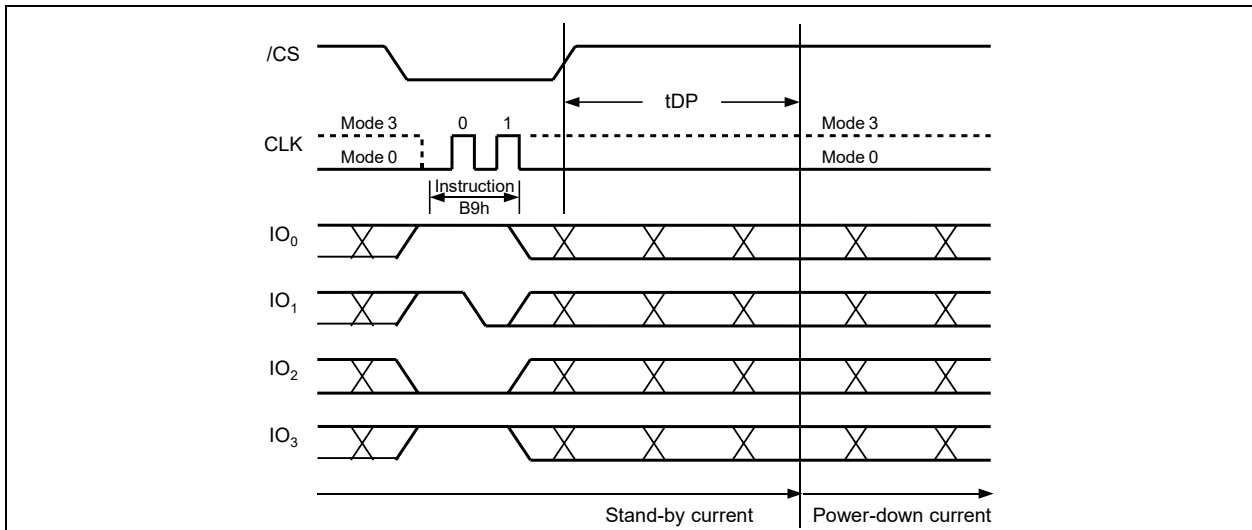 /CS
tDP
Mode 3 0 1 Mode 3
CLK
Mode 0 Mode 0
Instruction
B9h
IO0
IO1
IO2
IO3
Stand-by current Power-down current